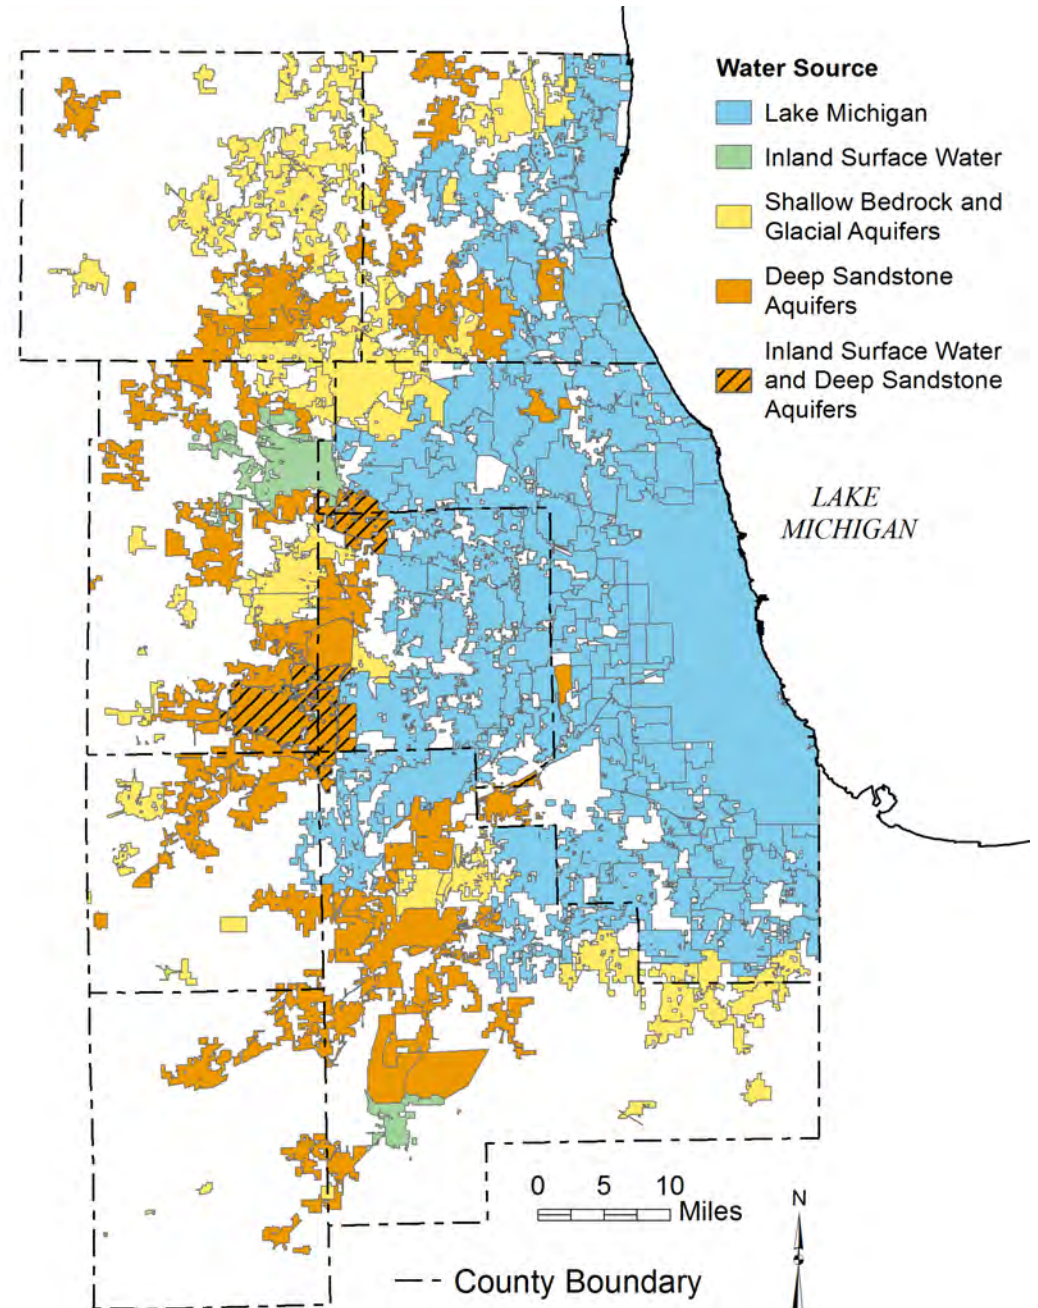 Water Source
Lake Michigan
Inland Surface Water
Shallow Bedrock and
Glacial Aquifers
Deep Sandstone
Aquifers
Inland Surface Water
and Deep Sandstone
Aquifers
LAKE
MICHIGAN
0 5 10
Miles
N
County Boundary